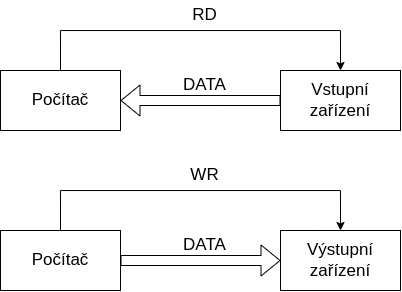 RD
Počítač
DATA
Vstupní
zařízení
WR
Počítač
DATA
Výstupní
zařízení